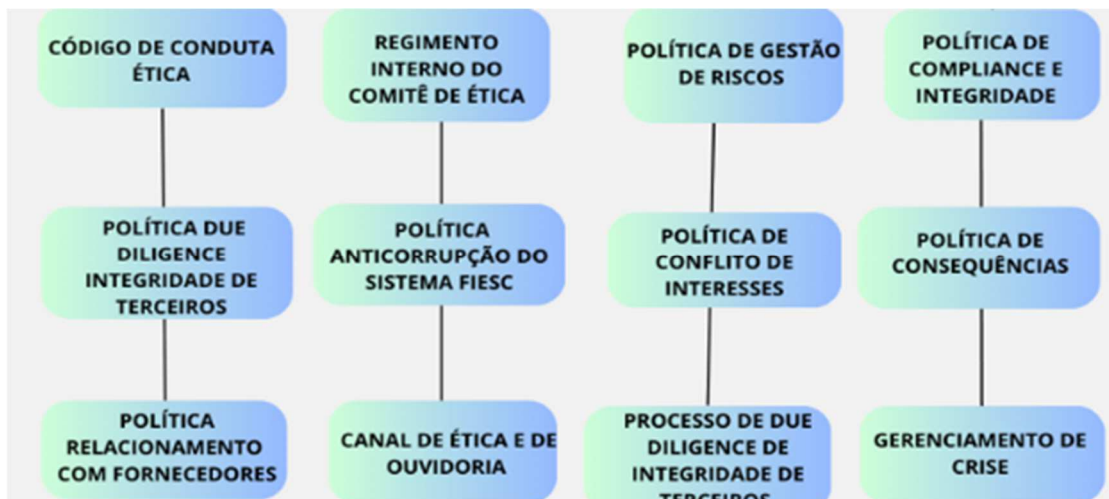 CÓDIGO DE CONDUTA
ÉTICA
REGIMENTO
INTERNO DO
COMITÊ DE ÉTICA
POLÍTICA DE GESTÃO
DE RISCOS
POLÍTICA DE
COMPLIANCE E
INTEGRIDADE
POLÍTICA DUE
DILIGENCE
INTEGRIDADE DE
TERCEIROS
POLÍTICA
ANTICORRUPÇÃO DO
SISTEMA FIESC
POLÍTICA DE
CONFLITO DE
INTERESSES
POLÍTICA DE
CONSEQUÊNCIAS
POLÍTICA
RELACIONAMENTO
COM FORNECEDORES
CANAL DE ÉTICA E DE
OUVIDORIA
PROCESSO DE DUE
DILIGENCE DE
INTEGRIDADE DE
TERCEIROS
GERENCIAMENTO DE
CRISE